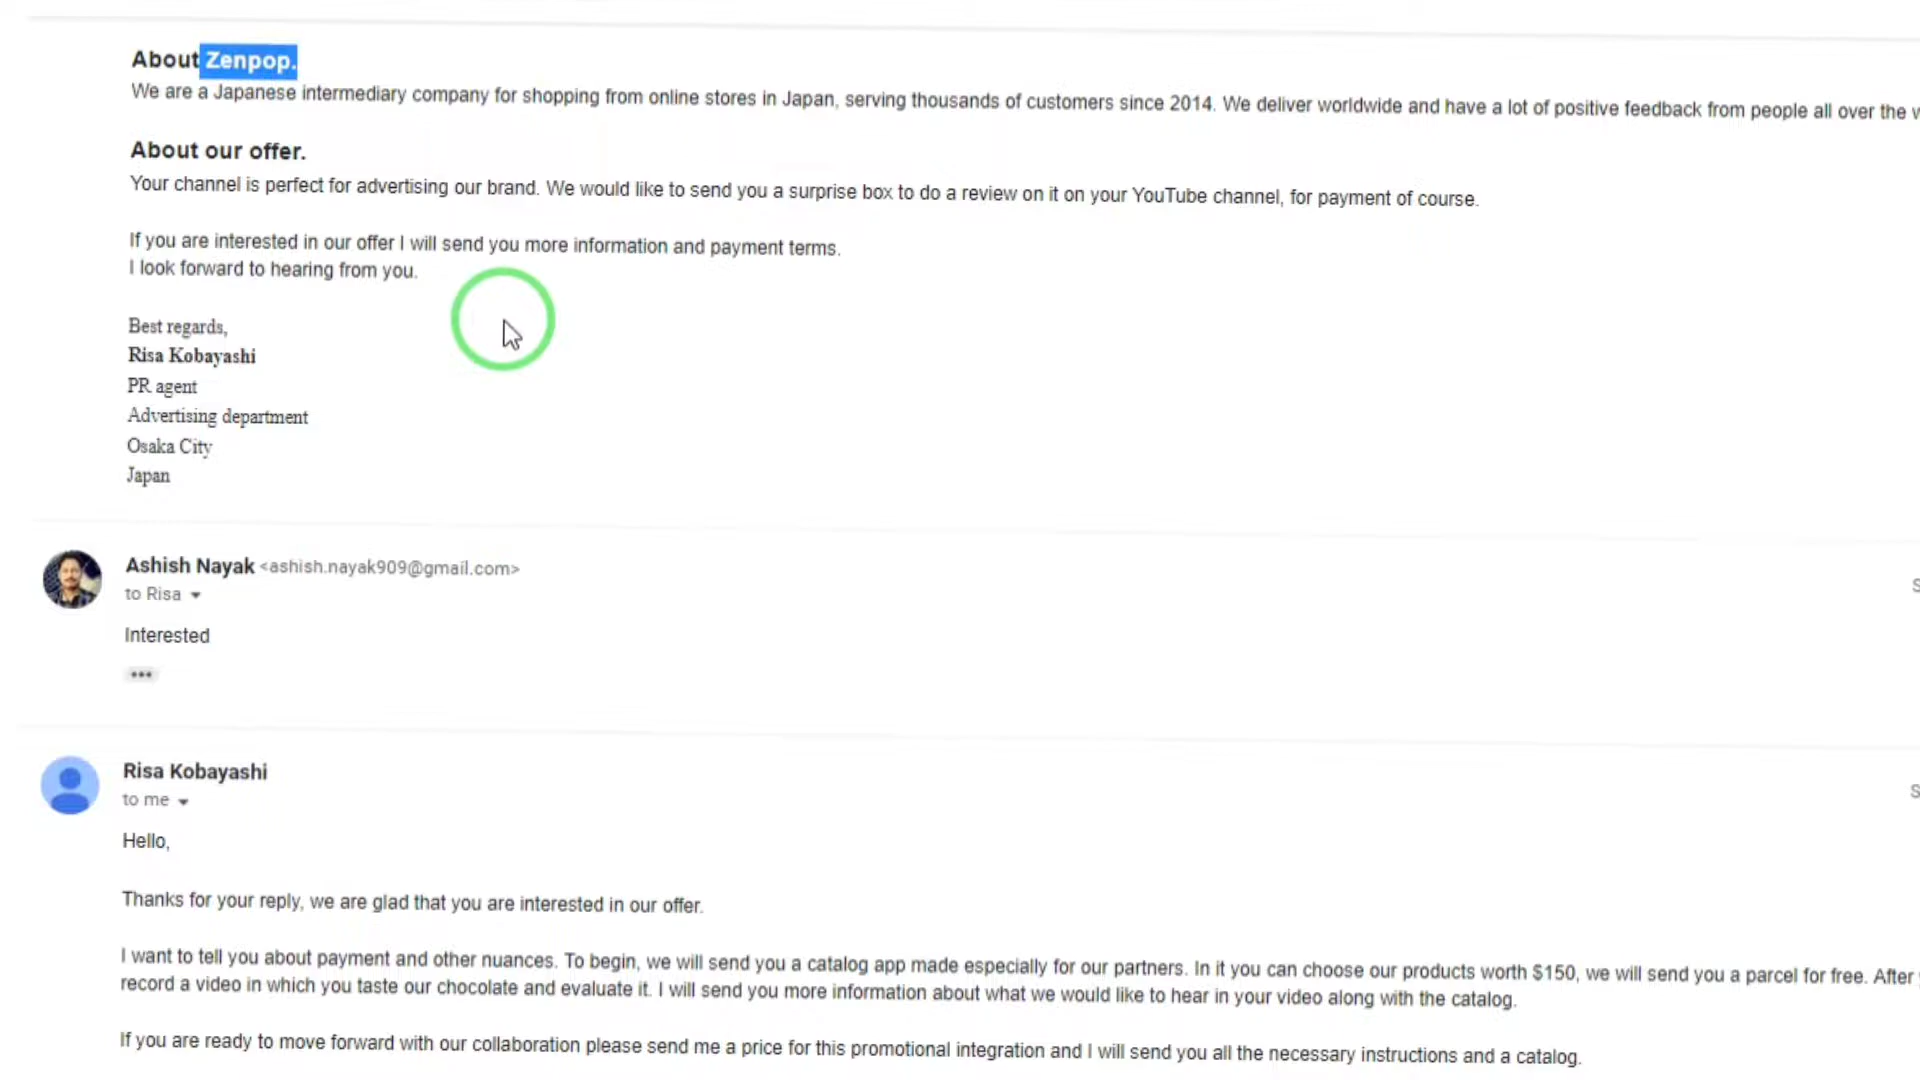 About Zenpop.
We are a Japanese intermediary company for shopping from online stores in Japan, serving thousands of customers since 2014. We deliver worldwide and have a lot of positive feedback from people all over the
About our offer.
Your channel is perfect for advertising our brand. We would like to send you a surprise box to do a review on it on your YouTube channel, for payment of course.
If you are interested in our offer I will send you more information and payment terms.
I look forward to hearing from you.
Best regards,
Risa Kobayashi
PR agent
Advertising department
Osaka City
Japan
Ashish Nayak <ashish.nayak909@gmail.com>
to Risa
Interested
Risa Kobayashi
to me
Hello,
Thanks for your reply, we are glad that you are interested in our offer.
I want to tell you about payment and other nuances. To begin, we will send you a catalog app made especially for our partners. In it you can choose our products worth $150, we will send you a parcel for free. After
record a video in which you taste our chocolate and evaluate it. I will send you more information about what we would like to hear in your video along with the catalog.
If you are ready to move forward with our collaboration please send me a price for this promotional integration and I will send you all the necessary instructions and a catalog.